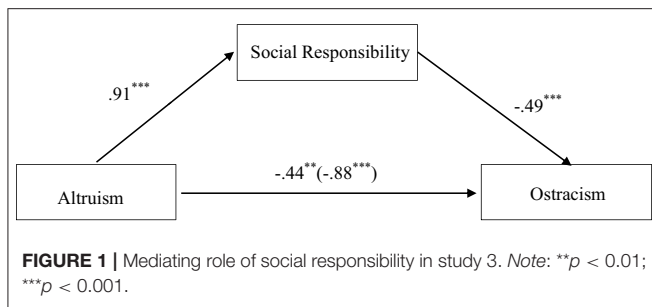 Social Responsibility
.91***
-.49***
-.44**(-.88***)
Altruism
Ostracism
FIGURE 1 | Mediating role of social responsibility in study 3. Note: **p < 0.01;
***p < 0.001.